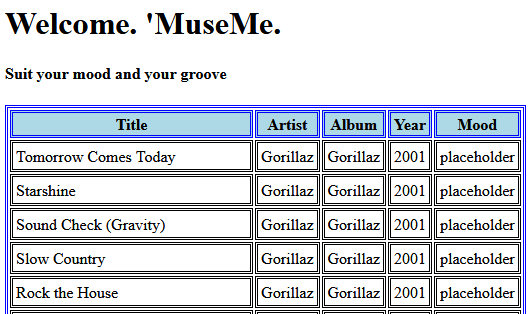 Welcome. 'MuseMe.
Suit your mood and your groove
Title Artist Album Year Mood
Tomorrow Comes Today Gorillaz Gorillaz 2001 placeholder
Starshine Gorillaz Gorillaz 2001 placeholder
Sound Check (Gravity) Gorillaz Gorillaz 2001 placeholder
Slow Country Gorillaz Gorillaz 2001 placeholder
Rock the House Gorillaz Gorillaz 2001 placeholder